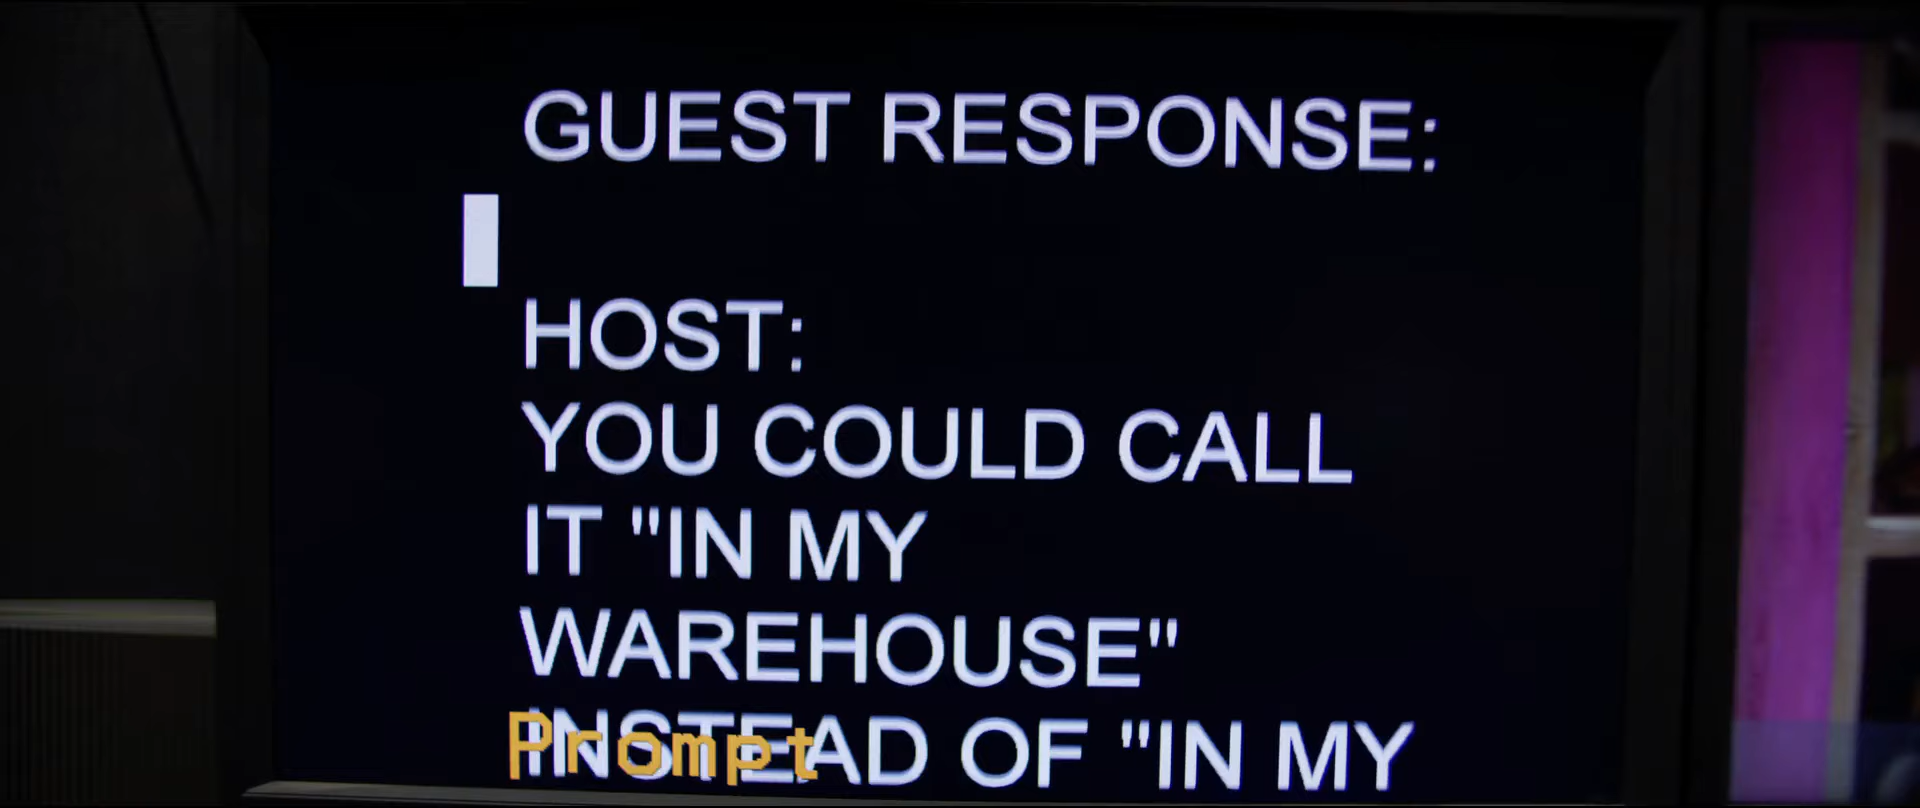 GUEST RESPONSE:
HOST:
YOU COULD CALL
IT "IN MY
WAREHOUSE"
INSTEAD OF "IN MY
Prompt